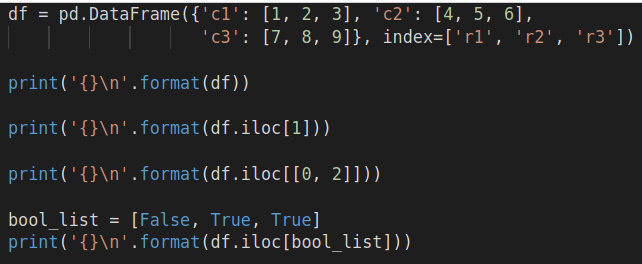 df = pd.DataFrame({'c1': [1, 2, 3], 'c2': [4, 5, 6],
'c3': [7, 8, 9]}, index=['r1', 'r2', 'r3'])
print('{}\n'.format(df))
print('{}\n'.format(df.iloc[1]))
print('{}\n'.format(df.iloc[[0, 2]]))
bool_list = [False, True, True]
print('{}\n'.format(df.iloc[bool_list]))